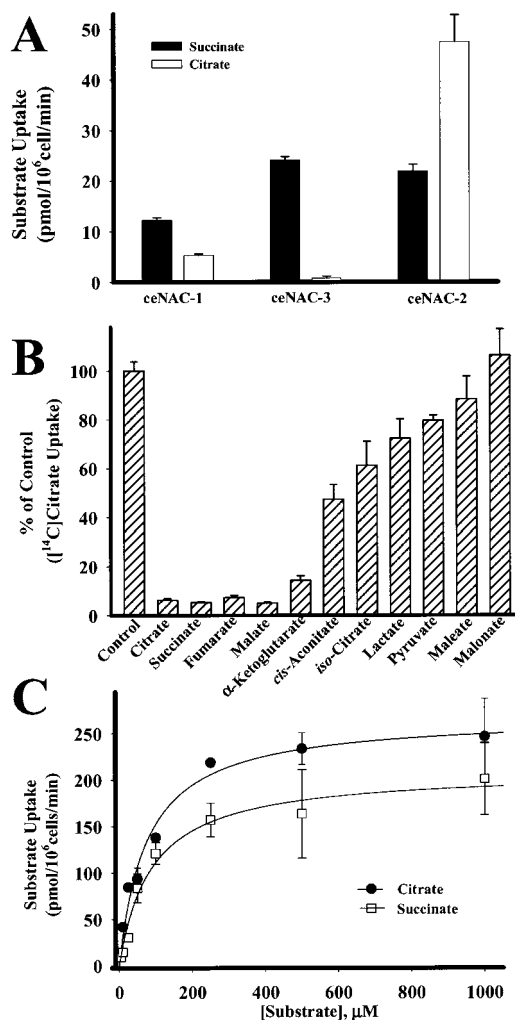 A
Succinate
Citrate
Substrate Uptake
(pmol/10⁶cell/min)
50
40
30
20
10
0
ceNAC-1
ceNAC-3
ceNAC-2
B
% of Control
([¹⁴C]Citrate Uptake)
100
80
60
40
20
0
Control
Citrate
Succinate
Fumarate
Malate
α-Ketoglutarate
cis-Aconitate
iso-Citrate
Lactate
Pyruvate
Maleate
Malonate
C
Substrate Uptake
(pmol/10⁶cells/min)
250
200
150
100
50
0
Citrate
Succinate
0
200
400
600
800
1000
[Substrate], µM